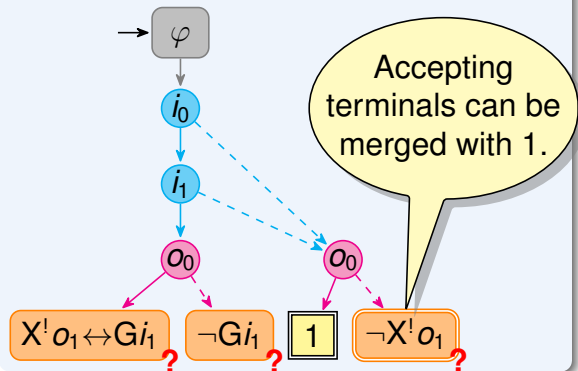 φ
Accepting
terminals can be
merged with 1.
i₀
i₁
o₀ o₀
X! o₁↔Gi₁ ? ¬Gi₁ ? 1 ¬X! o₁ ?